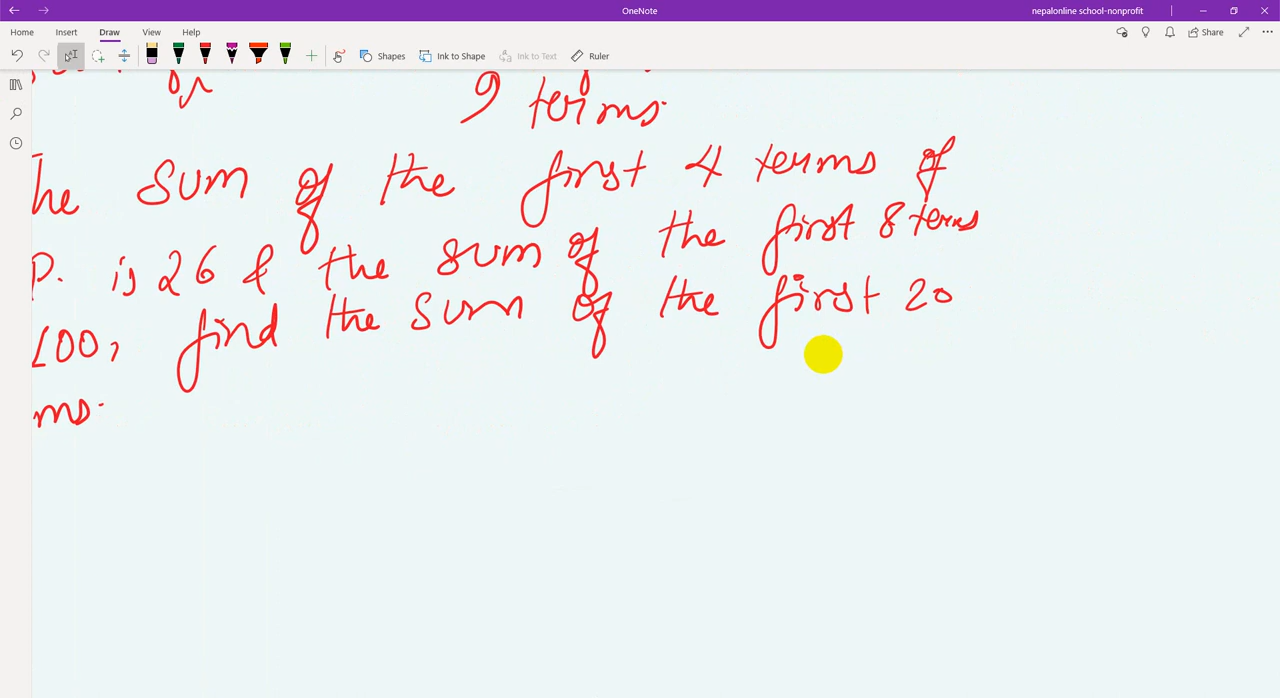 OneNote
nepalonline school-nonprofit
Home Insert Draw View Help
Share
Shapes Ink to Shape Ink to Text Ruler
9 terms.
he sum of the first 4 terms of
P. is 26 & the sum of the first 8 terms
100, find the sum of the first 20
ms.